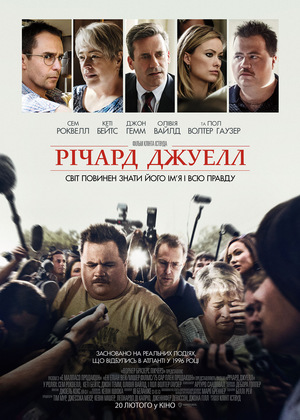 СЕМ РОКВЕЛЛ
КЕТІ БЕЙТС
ДЖОН ГЕММ
ОЛІВІЯ ВАЙЛД
ТА ПОЛ ВОЛТЕР ГАУЗЕР
ФІЛЬМ КЛІНТА ІСТВУДА
РІЧАРД ДЖУЕЛЛ
СВІТ ПОВИНЕН ЗНАТИ ЙОГО ІМ'Я І ВСЮ ПРАВДУ
ЗАСНОВАНО НА РЕАЛЬНИХ ПОДІЯХ,
ЩО ВІДБУЛИСЬ В АТЛАНТІ У 1996 РОЦІ
20 ЛЮТОГО У КІНО